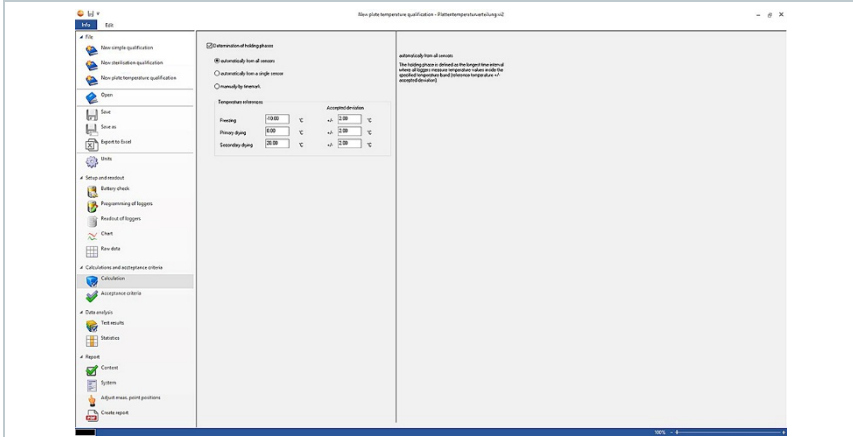 New plate temperature qualification - Plattentemperaturverteilung.vi2
Info Edit
File
New simple qualification
New sterilisation qualification
New plate temperature qualification
Open
Save
Save as
Export to Excel
Units
Setup and readout
Battery check
Programming of loggers
Readout of loggers
Chart
Raw data
Calculations and acceptance criteria
Calculation
Acceptance criteria
Data analysis
Test results
Statistics
Report
Content
System
Adjust meas. point positions
Create report
Determination of holding phases
automatically from all sensors
automatically from a single sensor
manually by timemark
Temperature references
Accepted deviation
Freezing -10.00 °C +/- 2.00 °C
Primary drying 0.00 °C +/- 2.00 °C
Secondary drying 20.00 °C +/- 2.00 °C
automatically from all sensors
The holding phase is defined as the longest time interval
where all loggers measure temperature values inside the
specified temperature band (reference temperature +/-
accepted deviation)
100%